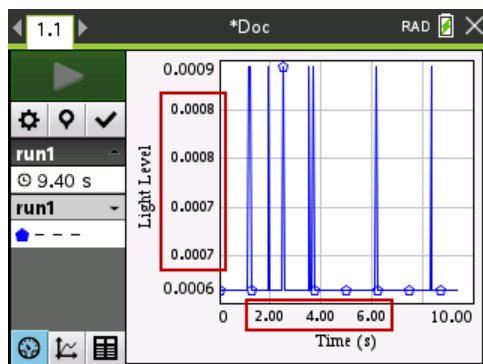 1.1
*Doc
RAD
run1
9.40 s
run1
- - -
Light Level
0.0009
0.0008
0.0008
0.0007
0.0007
0.0006
0 2.00 4.00 6.00 10.00
Time (s)